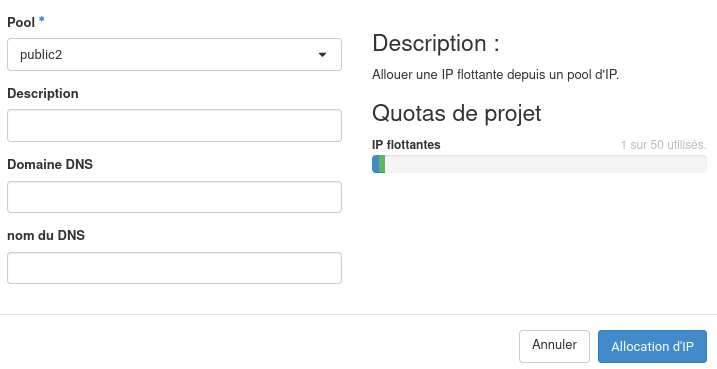 Pool *
public2
Description
Domaine DNS
nom du DNS
Description :
Allouer une IP flottante depuis un pool d'IP.
Quotas de projet
IP flottantes 1 sur 50 utilisés.
Annuler Allocation d'IP